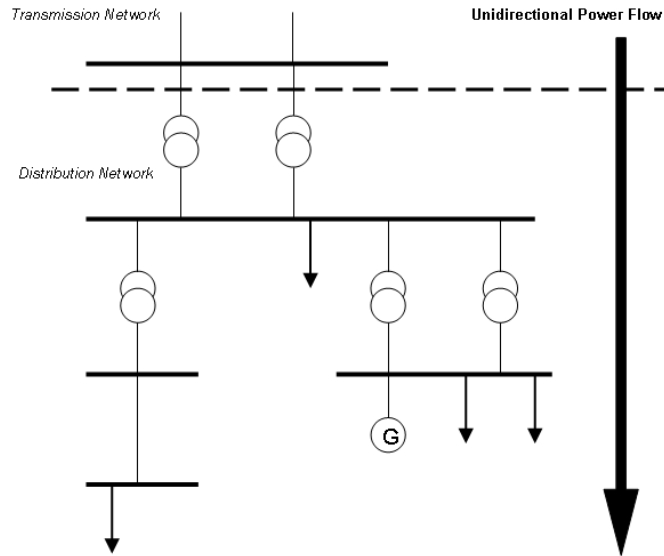 Transmission Network
Unidirectional Power Flow
Distribution Network
G